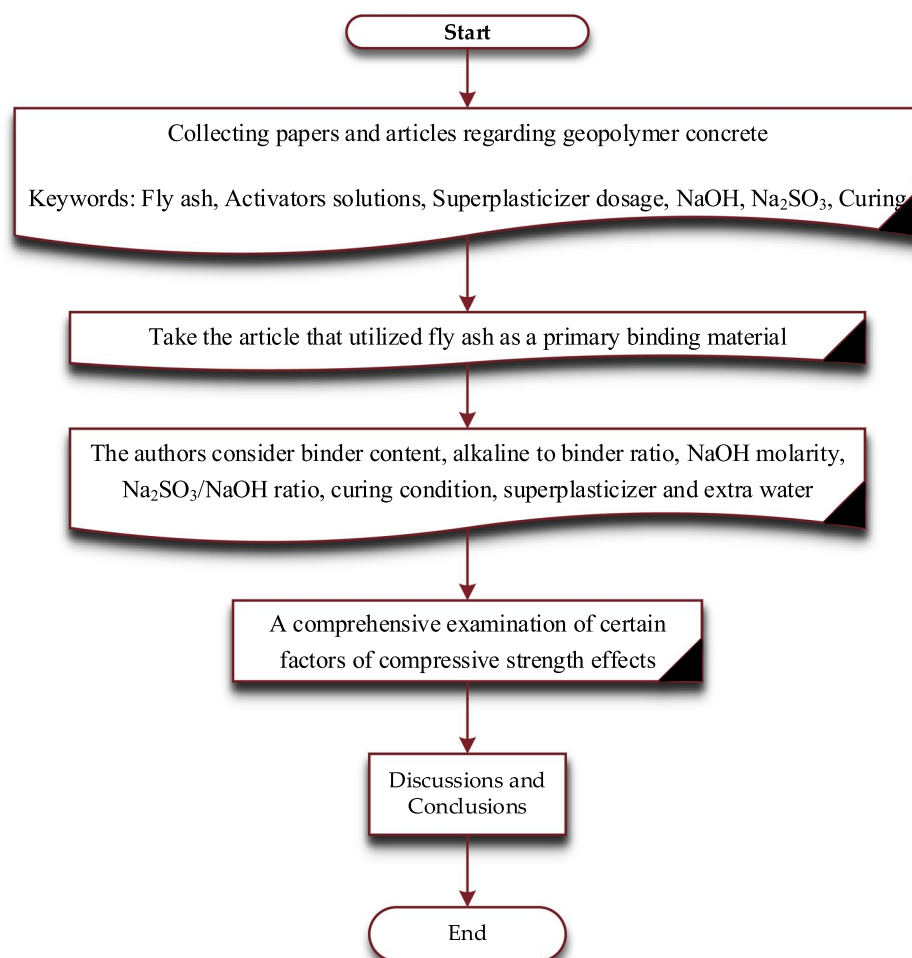 Start
Collecting papers and articles regarding geopolymer concrete
Keywords: Fly ash, Activators solutions, Superplasticizer dosage, NaOH, Na₂SO₃, Curing
Take the article that utilized fly ash as a primary binding material
The authors consider binder content, alkaline to binder ratio, NaOH molarity,
Na₂SO₃/NaOH ratio, curing condition, superplasticizer and extra water
A comprehensive examination of certain
factors of compressive strength effects
Discussions and
Conclusions
End